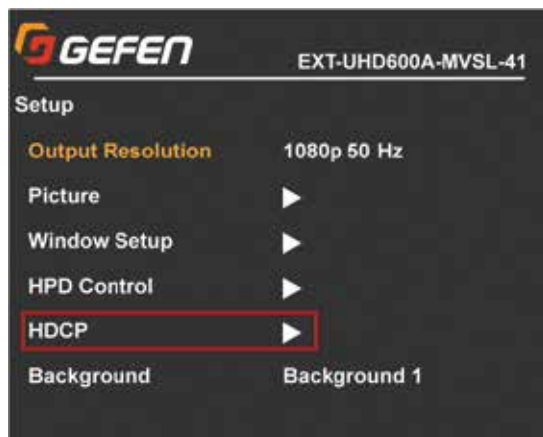 GEFEN
EXT-UHD600A-MVSL-41
Setup
Output Resolution 1080p 50 Hz
Picture
Window Setup
HPD Control
HDCP
Background Background 1